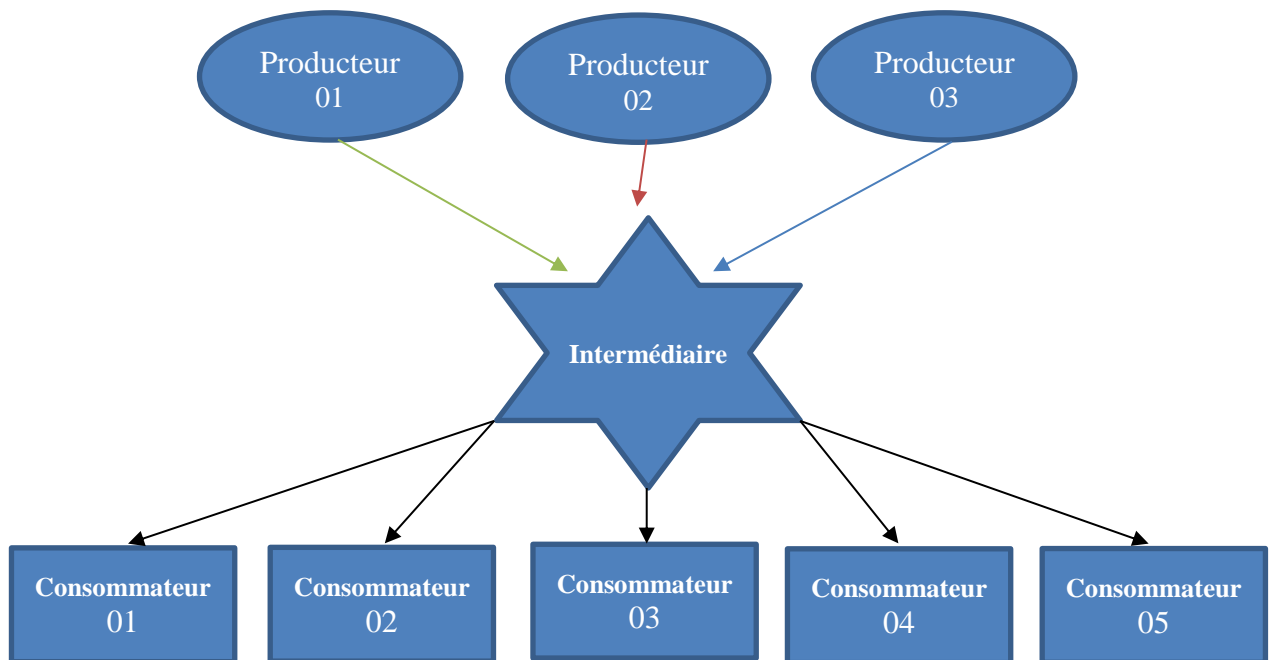 Producteur
01
Producteur
02
Producteur
03
Intermédiaire
Consommateur
01
Consommateur
02
Consommateur
03
Consommateur
04
Consommateur
05